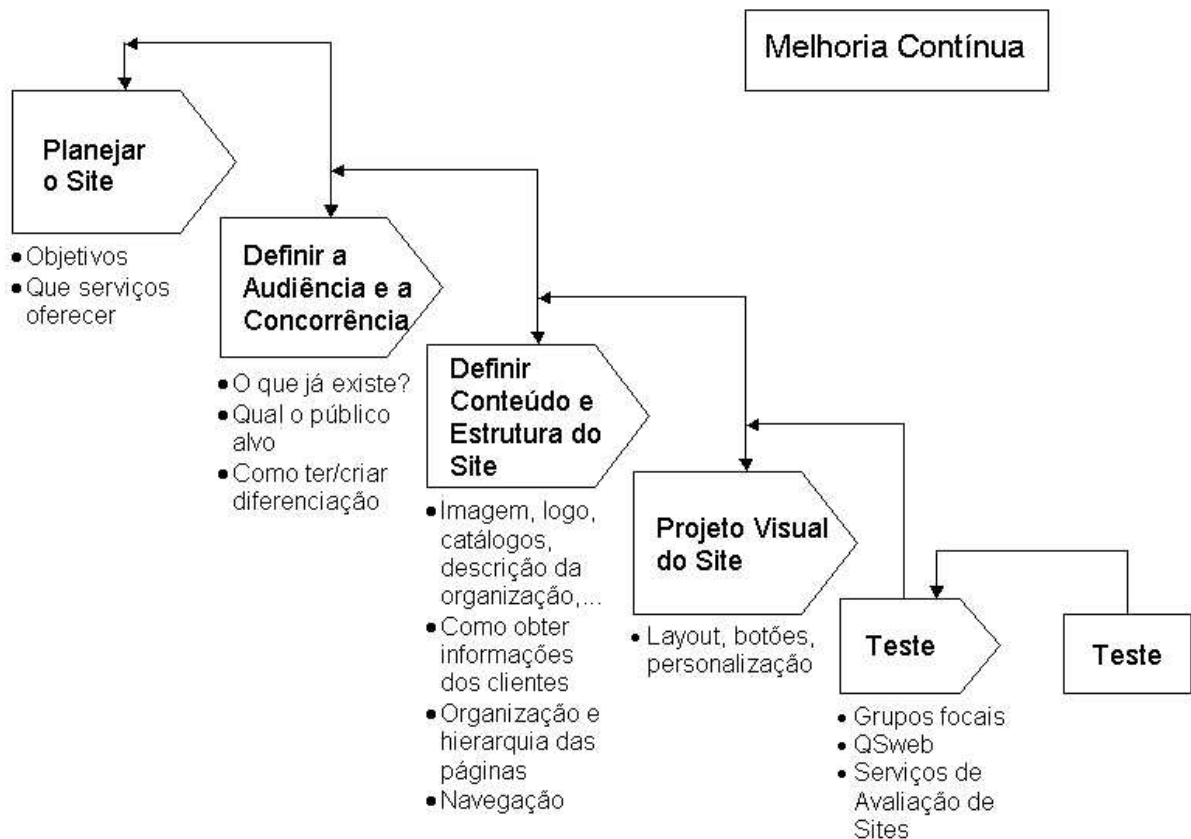 Melhoria Contínua
Planejar
o Site
• Objetivos
• Que serviços
oferecer
Definir a
Audiência e a
Concorrência
• O que já existe?
• Qual o público
alvo
• Como ter/criar
diferenciação
Definir
Conteúdo e
Estrutura do
Site
• Imagem, logo,
catálogos,
descrição da
organização,...
• Como obter
informações
dos clientes
• Organização e
hierarquia das
páginas
• Navegação
Projeto Visual
do Site
• Layout, botões,
personalização
Teste
• Grupos focais
• QSweb
• Serviços de
Avaliação de
Sites
Teste